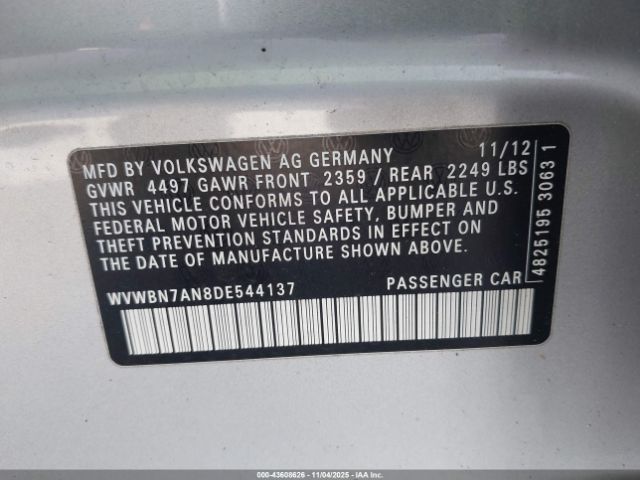 MFD BY VOLKSWAGEN AG GERMANY 11/12
GVWR 4497 GAWR FRONT 2359 / REAR 2249 LBS
THIS VEHICLE CONFORMS TO ALL APPLICABLE U.S.
FEDERAL MOTOR VEHICLE SAFETY, BUMPER AND
THEFT PREVENTION STANDARDS IN EFFECT ON
THE DATE OF MANUFACTURE SHOWN ABOVE.
WVWBN7AN8DE544137 PASSENGER CAR
4825195 3063 1
000-43608626 - 11/04/2025 - IAA Inc.